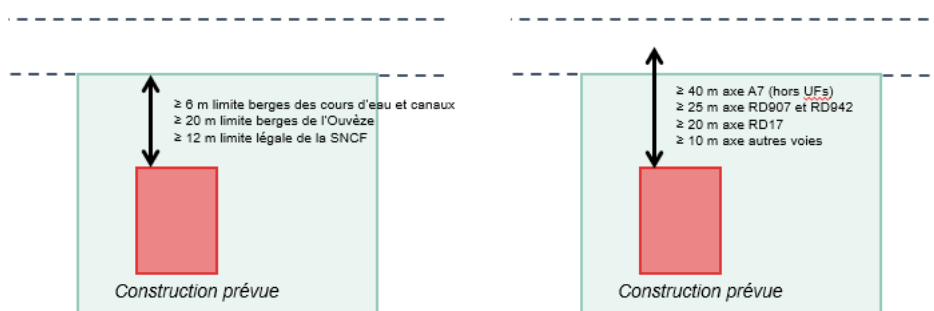 ≥ 6 m limite berges des cours d'eau et canaux
≥ 20 m limite berges de l'Ouvèze
≥ 12 m limite légale de la SNCF
Construction prévue
≥ 40 m axe A7 (hors UFs)
≥ 25 m axe RD907 et RD942
≥ 20 m axe RD17
≥ 10 m axe autres voies
Construction prévue